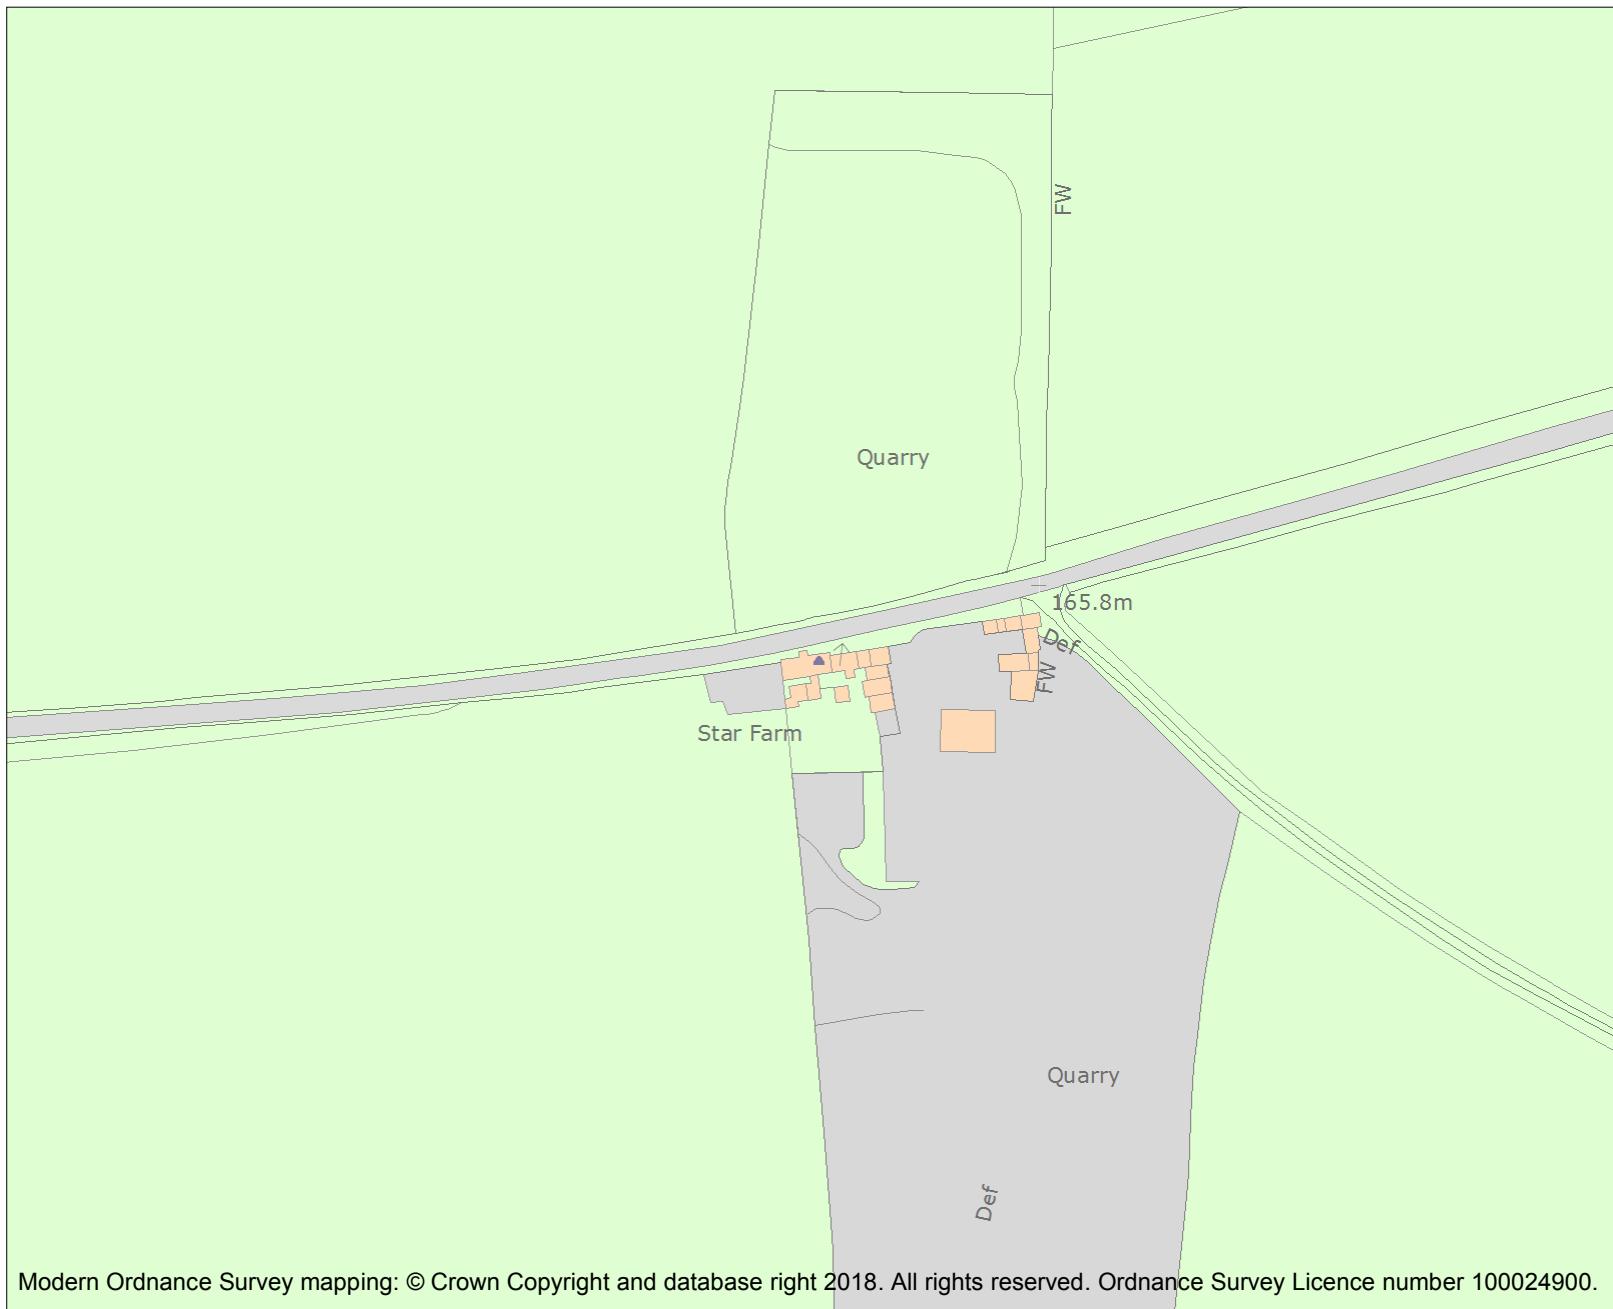 FW
Quarry
165.8m
Def
FW
Star Farm
Quarry
Def
Modern Ordnance Survey mapping: © Crown Copyright and database right 2018. All rights reserved. Ordnance Survey Licence number 100024900.